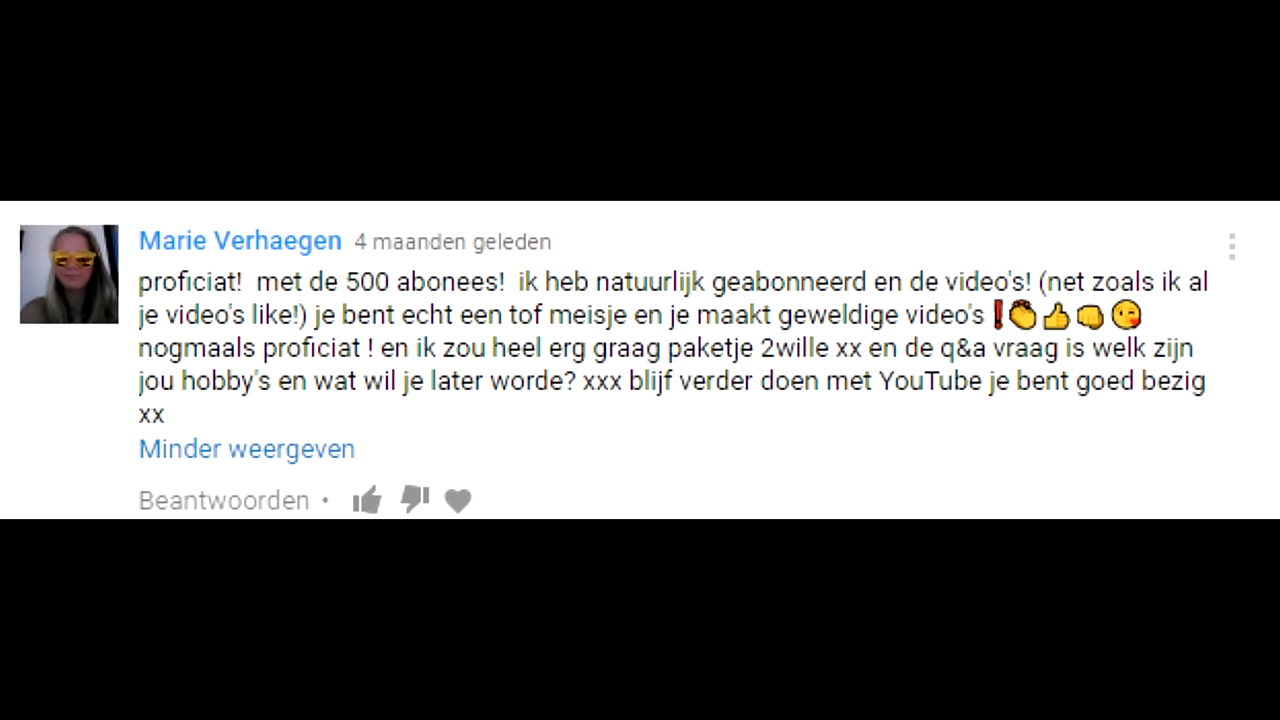 Marie Verhaegen 4 maanden geleden
proficiat!  met de 500 abonees!  ik heb natuurlijk geabonneerd en de video's! (net zoals ik al
je video's like!) je bent echt een tof meisje en je maakt geweldige video's ❗👏👍👊😘
nogmaals proficiat ! en ik zou heel erg graag paketje 2wille xx en de q&a vraag is welk zijn
jou hobby's en wat wil je later worde? xxx blijf verder doen met YouTube je bent goed bezig
xx
Minder weergeven
Beantwoorden •